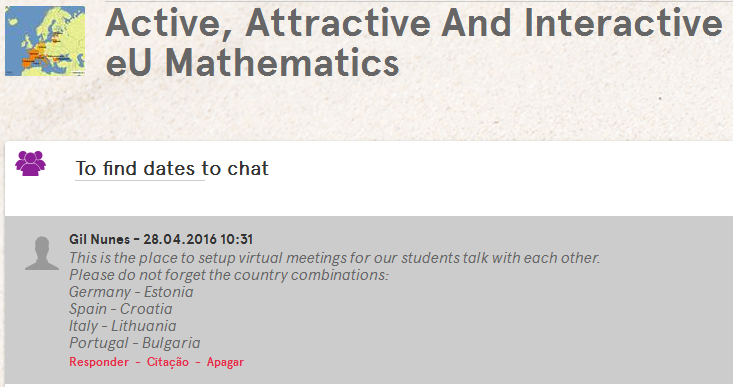 Active, Attractive And Interactive
eU Mathematics
To find dates to chat
Gil Nunes - 28.04.2016 10:31
This is the place to setup virtual meetings for our students talk with each other.
Please do not forget the country combinations:
Germany - Estonia
Spain - Croatia
Italy - Lithuania
Portugal - Bulgaria
Responder - Citação - Apagar